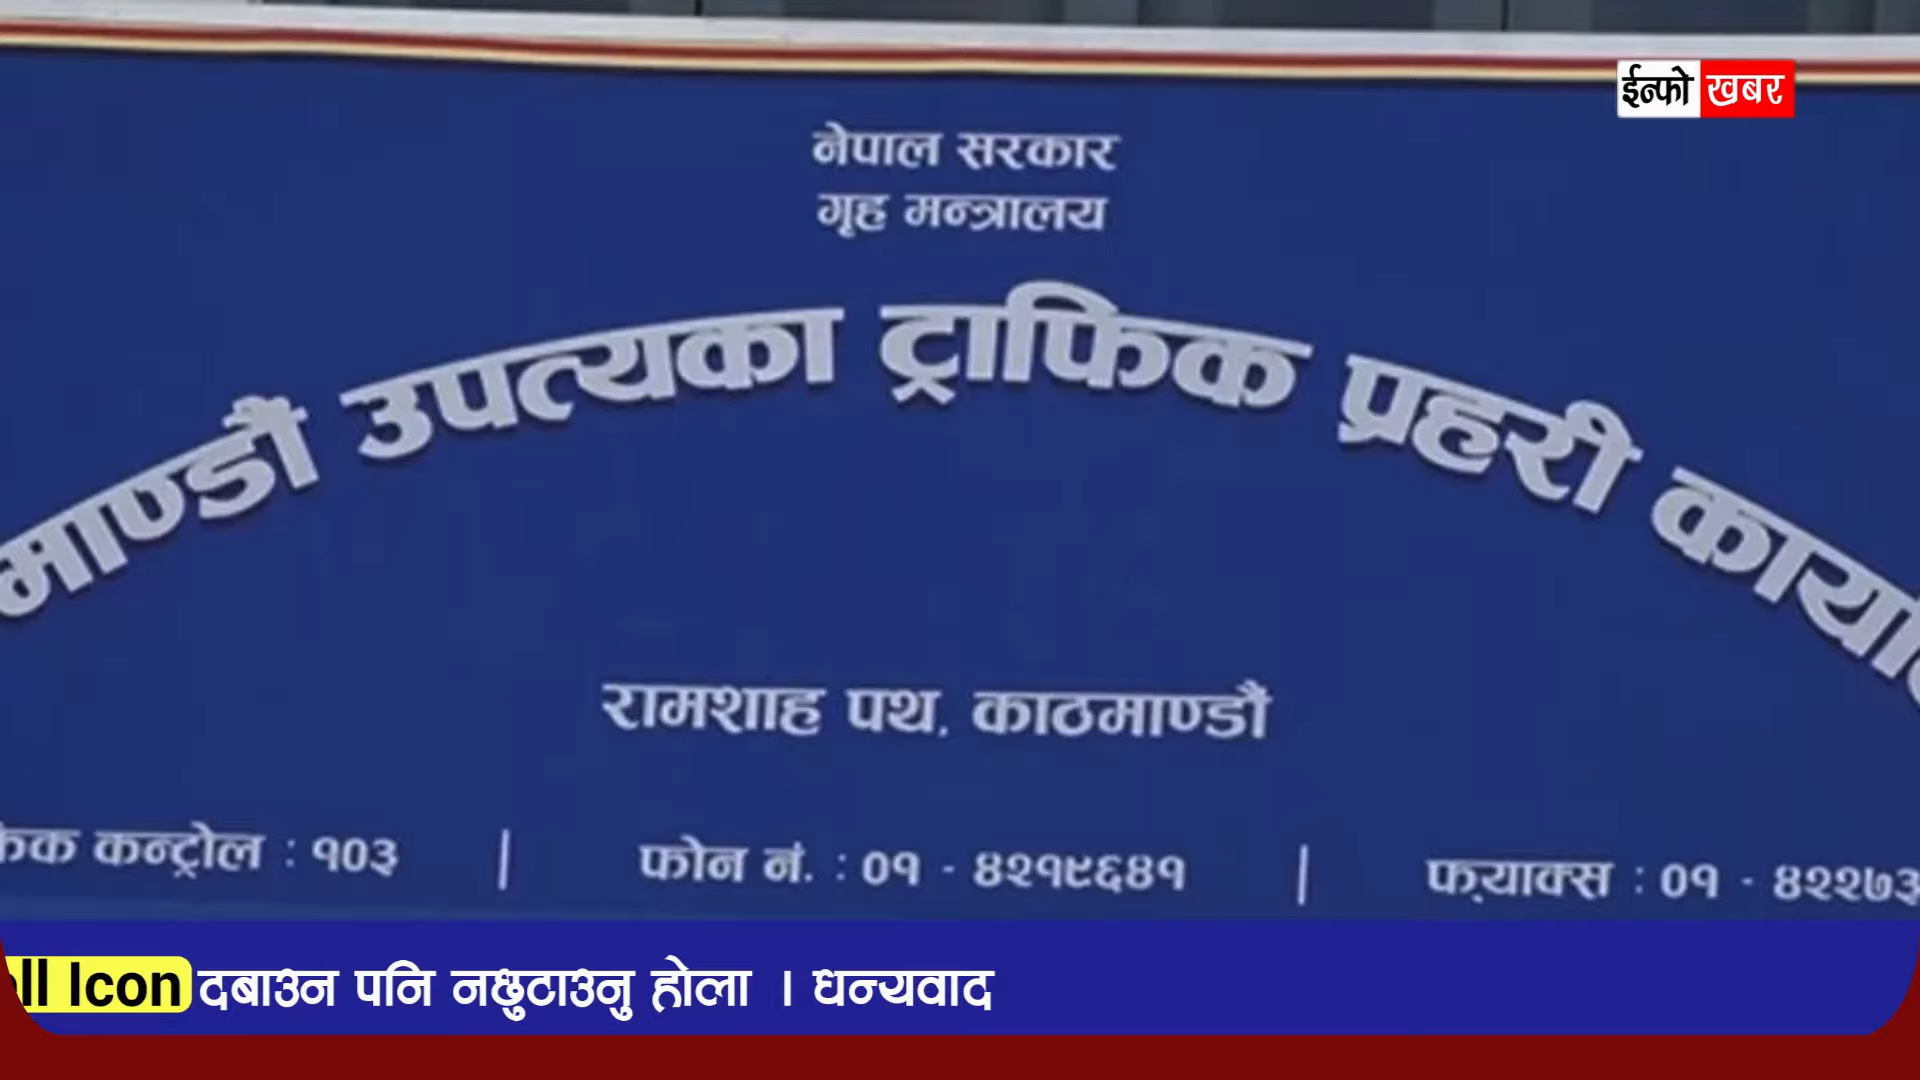 ईन्फो खबर
नेपाल सरकार
गृह मन्त्रालय
माण्डौं उपत्यका ट्राफिक प्रहरी
रामशाह पथ, काठमाण्डौं
कन्ट्रोल : १०३ | फोन नं. : ०१ - ४२१९६४१ | फ्याक्स : ०१ - ४२२७३
Icon दबाउन पनि नछुटाउनु होला । धन्यवाद